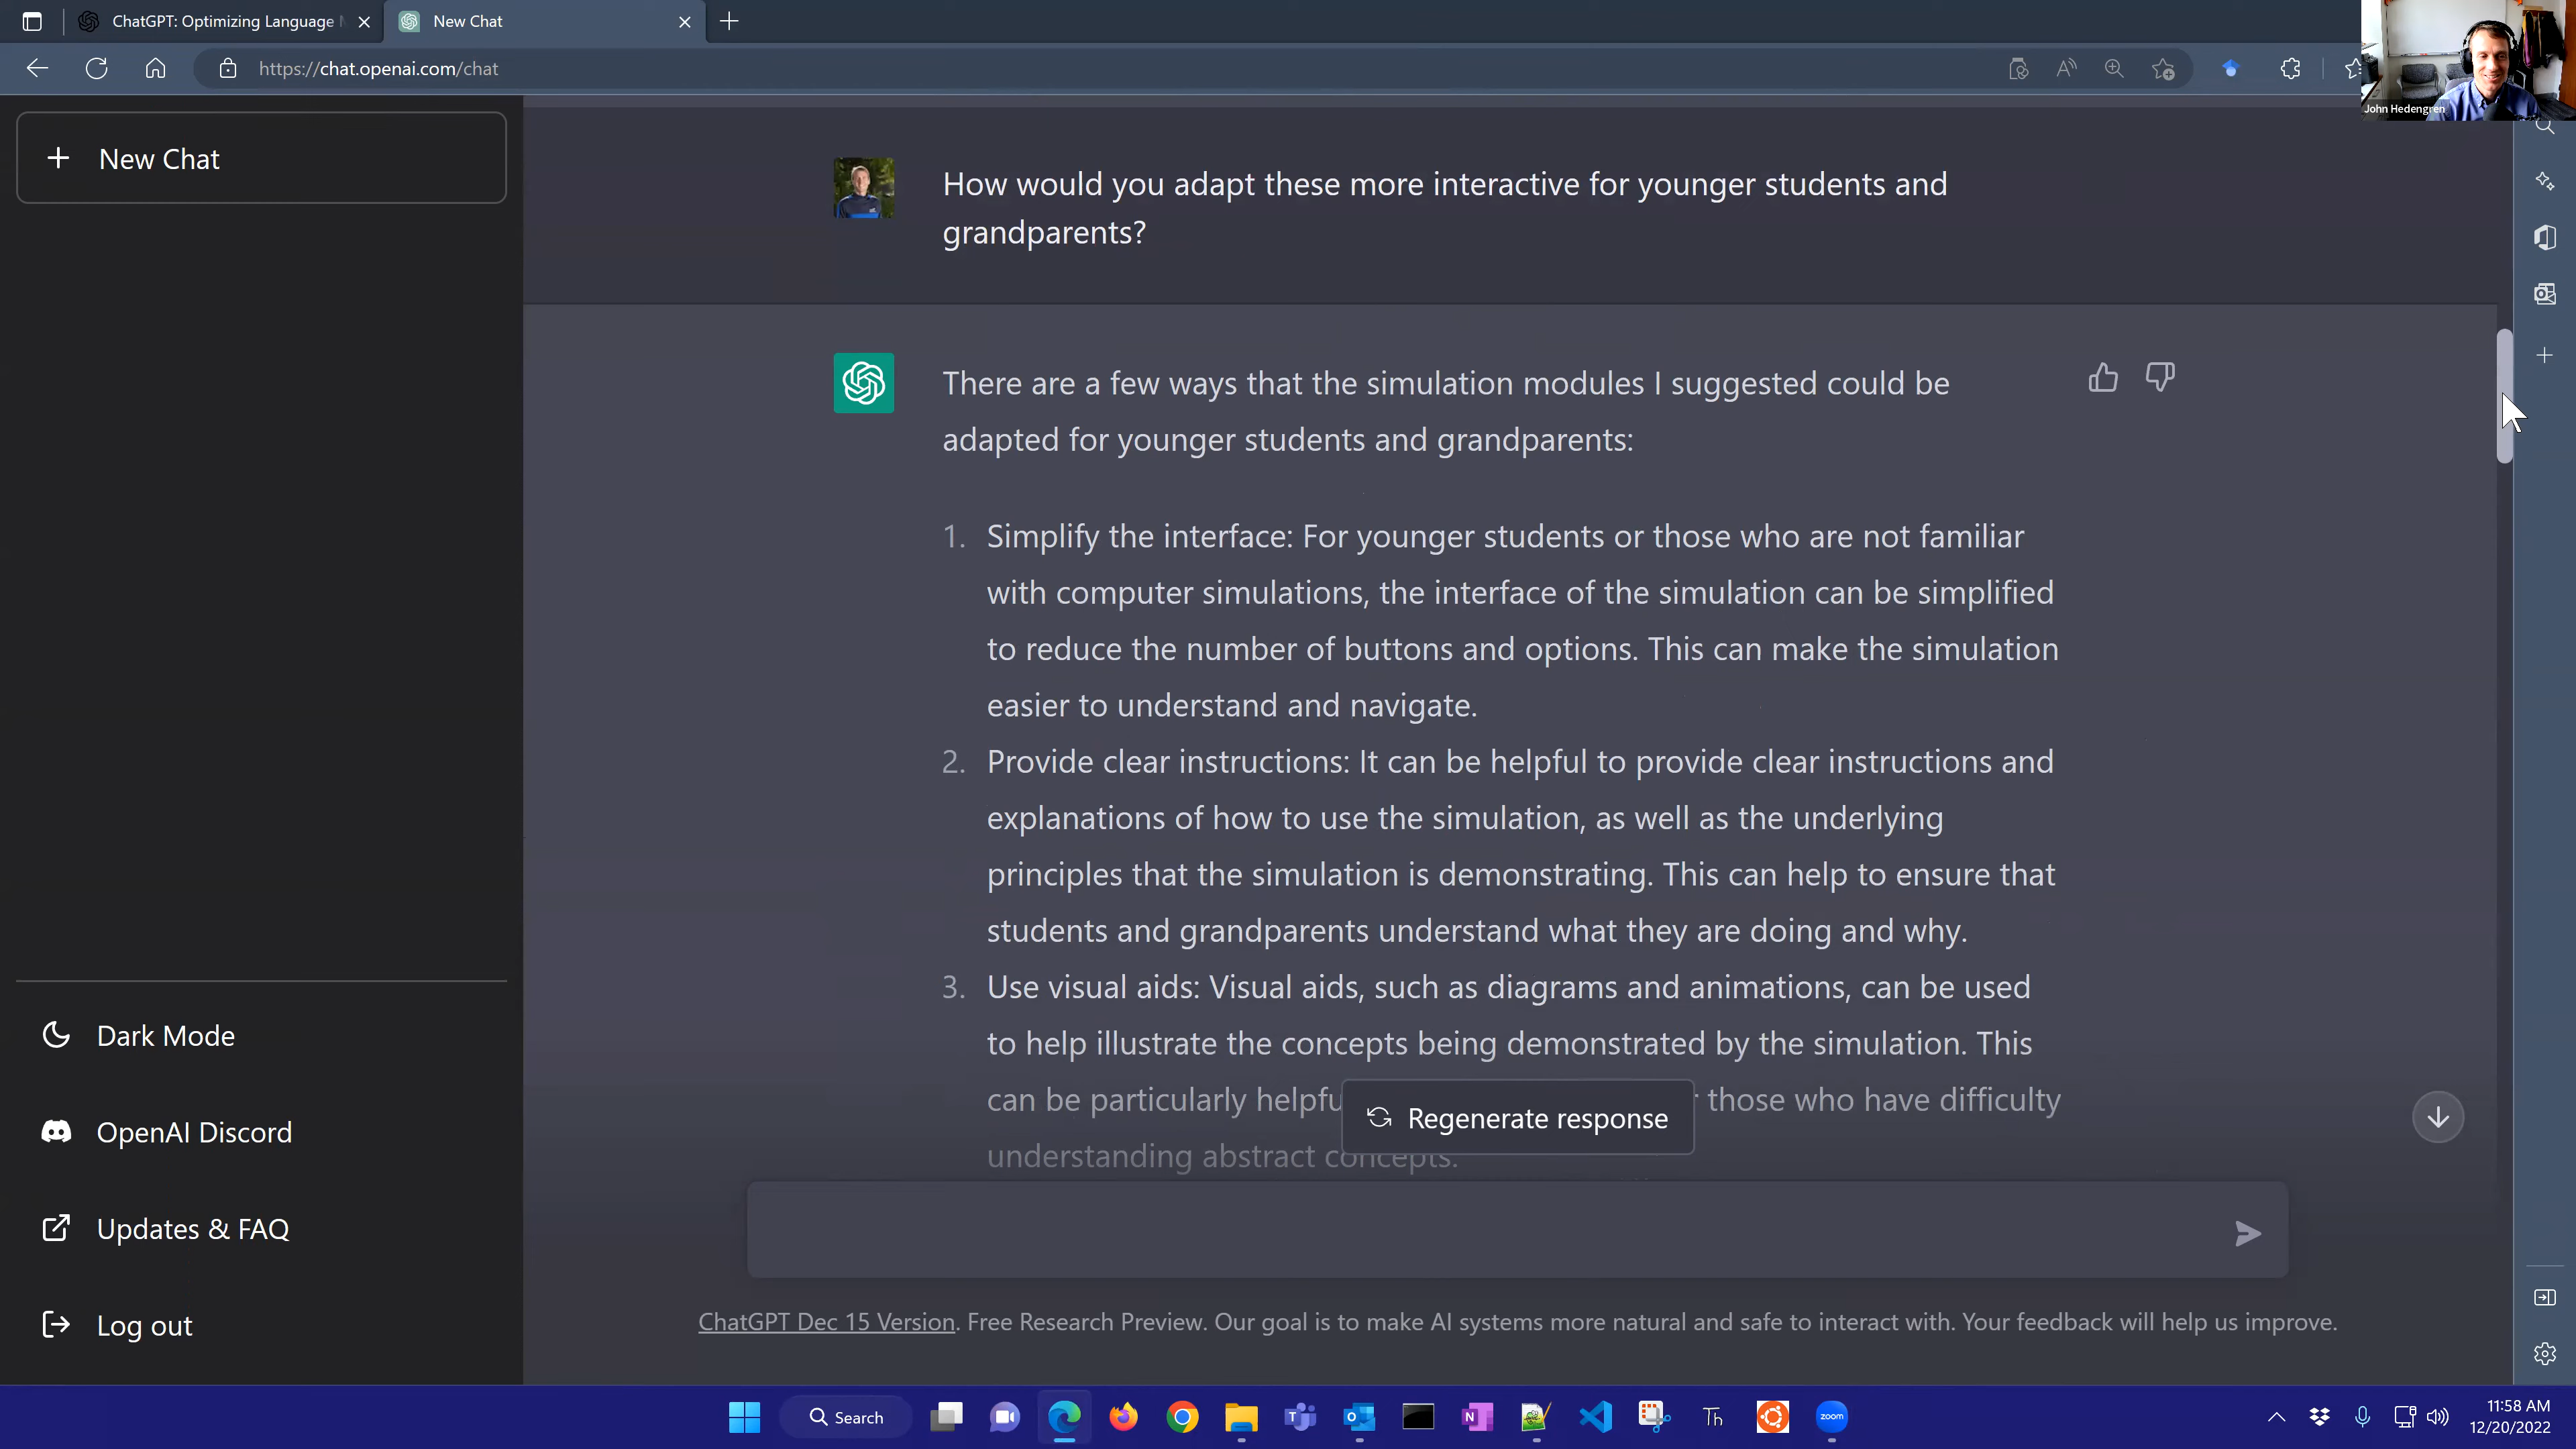 ChatGPT: Optimizing Language
New Chat
https://chat.openai.com/chat
John Hedengren
New Chat
How would you adapt these more interactive for younger students and
grandparents?
There are a few ways that the simulation modules I suggested could be
adapted for younger students and grandparents:
1. Simplify the interface: For younger students or those who are not familiar
with computer simulations, the interface of the simulation can be simplified
to reduce the number of buttons and options. This can make the simulation
easier to understand and navigate.
2. Provide clear instructions: It can be helpful to provide clear instructions and
explanations of how to use the simulation, as well as the underlying
principles that the simulation is demonstrating. This can help to ensure that
students and grandparents understand what they are doing and why.
3. Use visual aids: Visual aids, such as diagrams and animations, can be used
to help illustrate the concepts being demonstrated by the simulation. This
can be particularly those who have difficulty
understanding abstract concepts.
Regenerate response
Dark Mode
OpenAI Discord
Updates & FAQ
Log out
ChatGPT Dec 15 Version. Free Research Preview. Our goal is to make AI systems more natural and safe to interact with. Your feedback will help us improve.
Search
Th
zoom
11:58 AM
12/20/2022